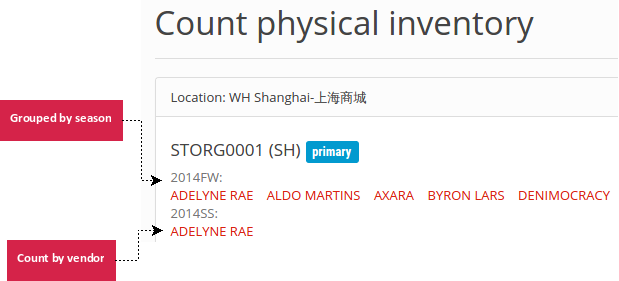 Count physical inventory
Location: WH Shanghai-上海商城
Grouped by season
STORG0001 (SH) primary
2014FW:
ADELYNE RAE ALDO MARTINS AXARA BYRON LARS DENIMOCRACY
2014SS:
ADELYNE RAE
Count by vendor